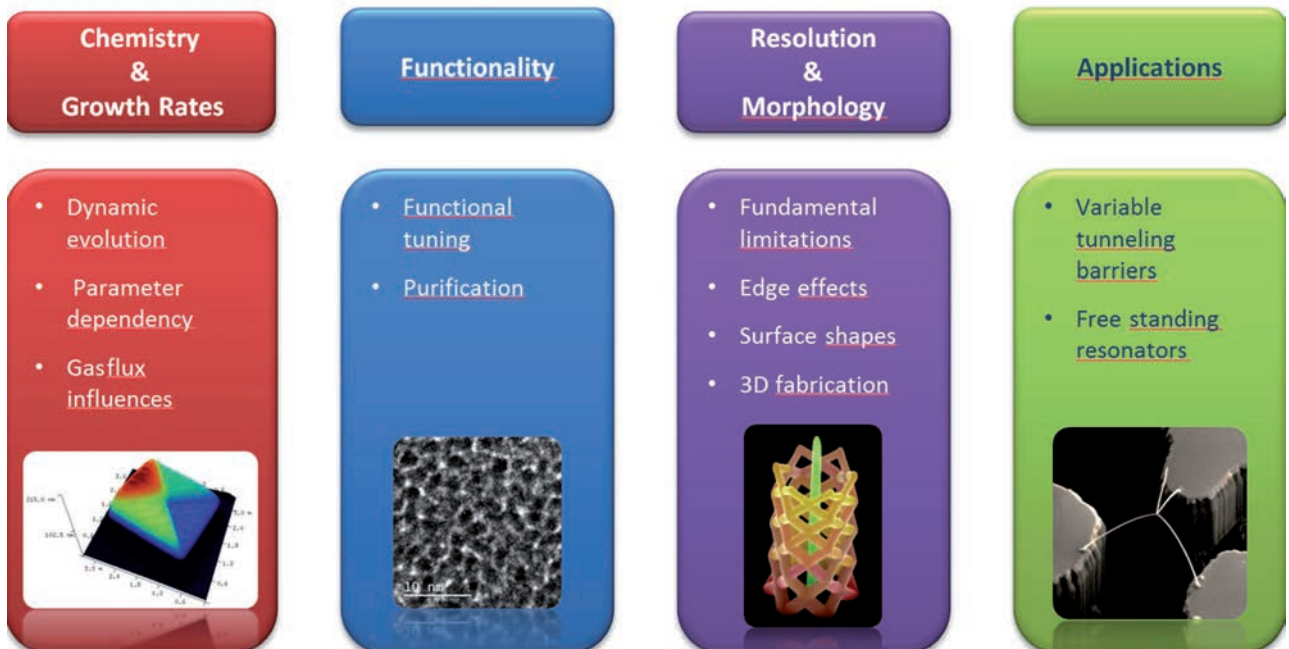 Chemistry
&
Growth Rates
Functionality
Resolution
&
Morphology
Applications
• Dynamic
evolution
• Parameter
dependency
• Gasflux
influences
• Functional
tuning
• Purification
10 nm
• Fundamental
limitations
• Edge effects
• Surface shapes
• 3D fabrication
• Variable
tunneling
barriers
• Free standing
resonators